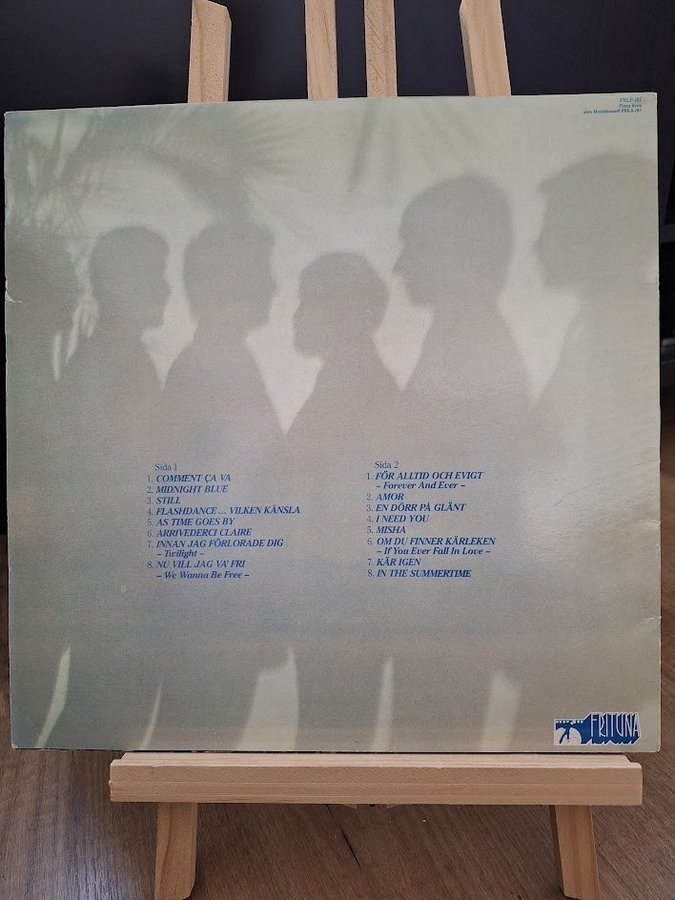 FRLP-187
Sida 1
1. COMMENT ÇA VA
2. MIDNIGHT BLUE
3. STILL
4. FLASHDANCE... VILKEN KÄNSLA
5. AS TIME GOES BY
6. ARRIVEDERCI CLAIRE
7. INNAN JAG FÖRLORADE DIG
– Twilight –
8. NU VILL JAG VA' FRI
– We Wanna Be Free –
Sida 2
1. FÖR ALLTID OCH EVIGT
– Forever And Ever –
2. AMOR
3. EN DÖRR PÅ GLÄNT
4. I NEED YOU
5. MISHA
6. OM DU FINNER KÄRLEKEN
– If You Ever Fall In Love –
7. KÄR IGEN
8. IN THE SUMMERTIME
FRITUNA